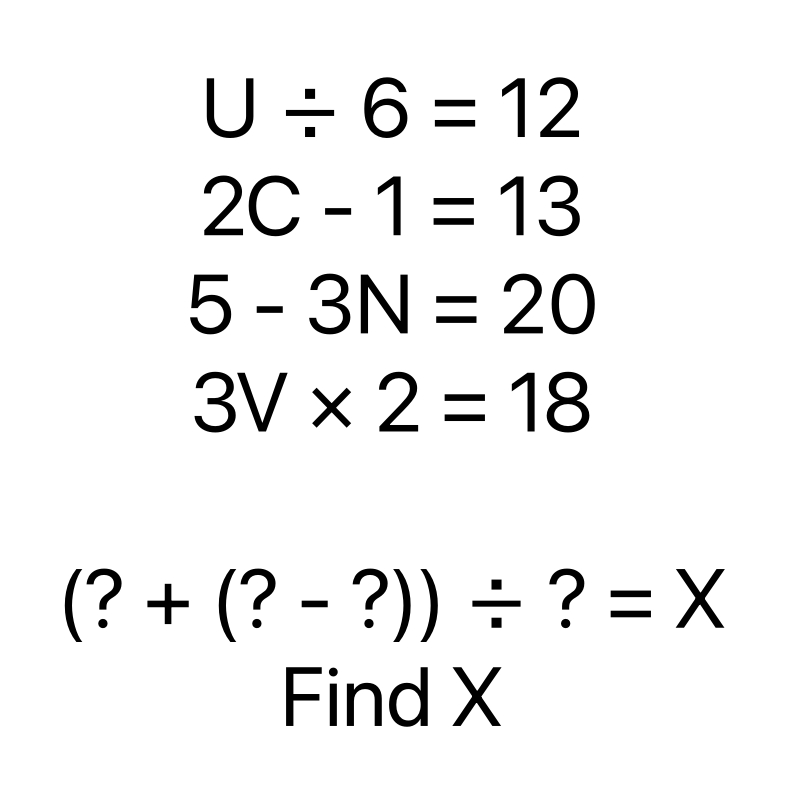 U ÷ 6 = 12
2C - 1 = 13
5 - 3N = 20
3V × 2 = 18
(? + (? - ?)) ÷ ? = X
Find X